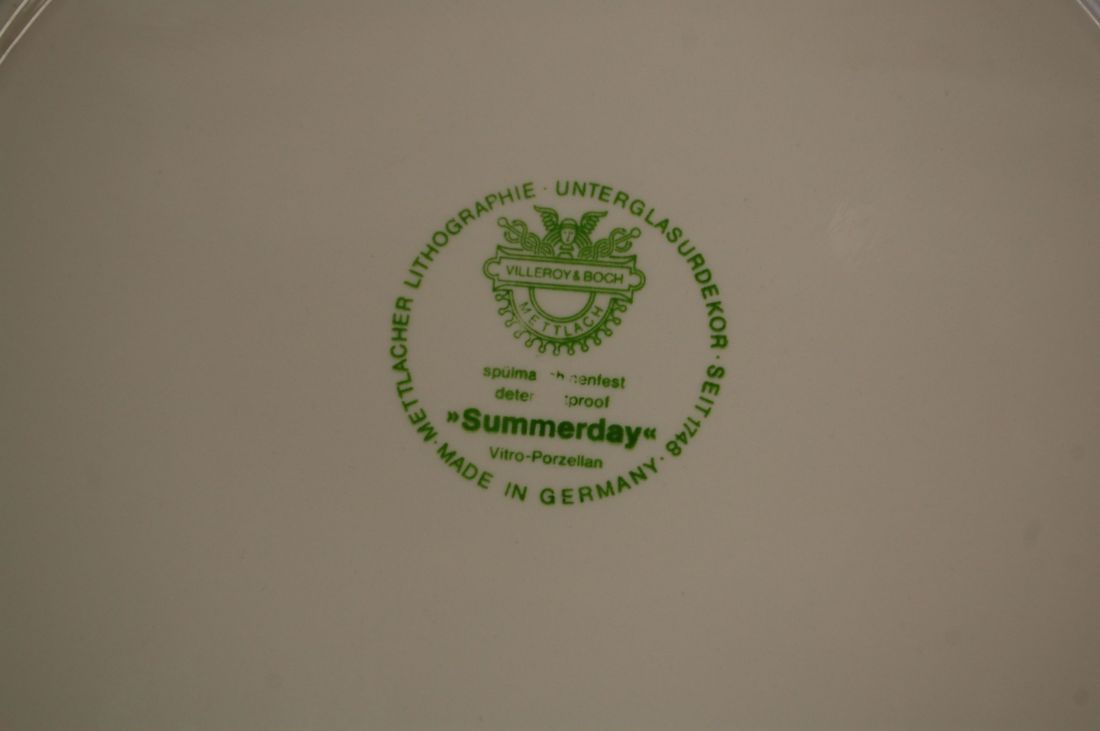 METTLACHER LITHOGRAPHIE · UNTERGLASURDEKOR · SEIT 1748 ·
MADE IN GERMANY ·
VILLEROY & BOCH
METTLACH
»Summerday«
Vitro-Porzellan